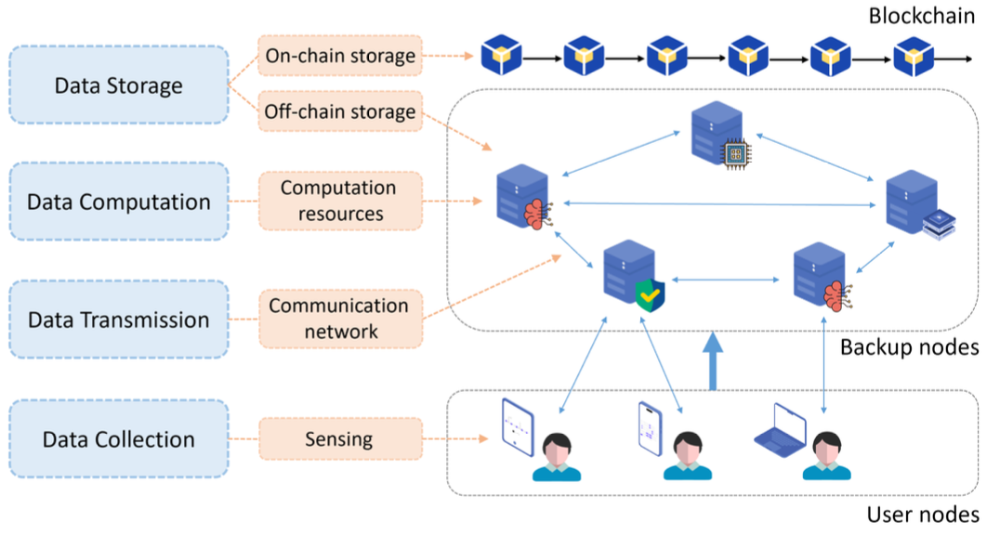 Blockchain
Data Storage
On-chain storage
Off-chain storage
Data Computation
Computation
resources
Data Transmission
Communication
network
Backup nodes
Data Collection
Sensing
User nodes